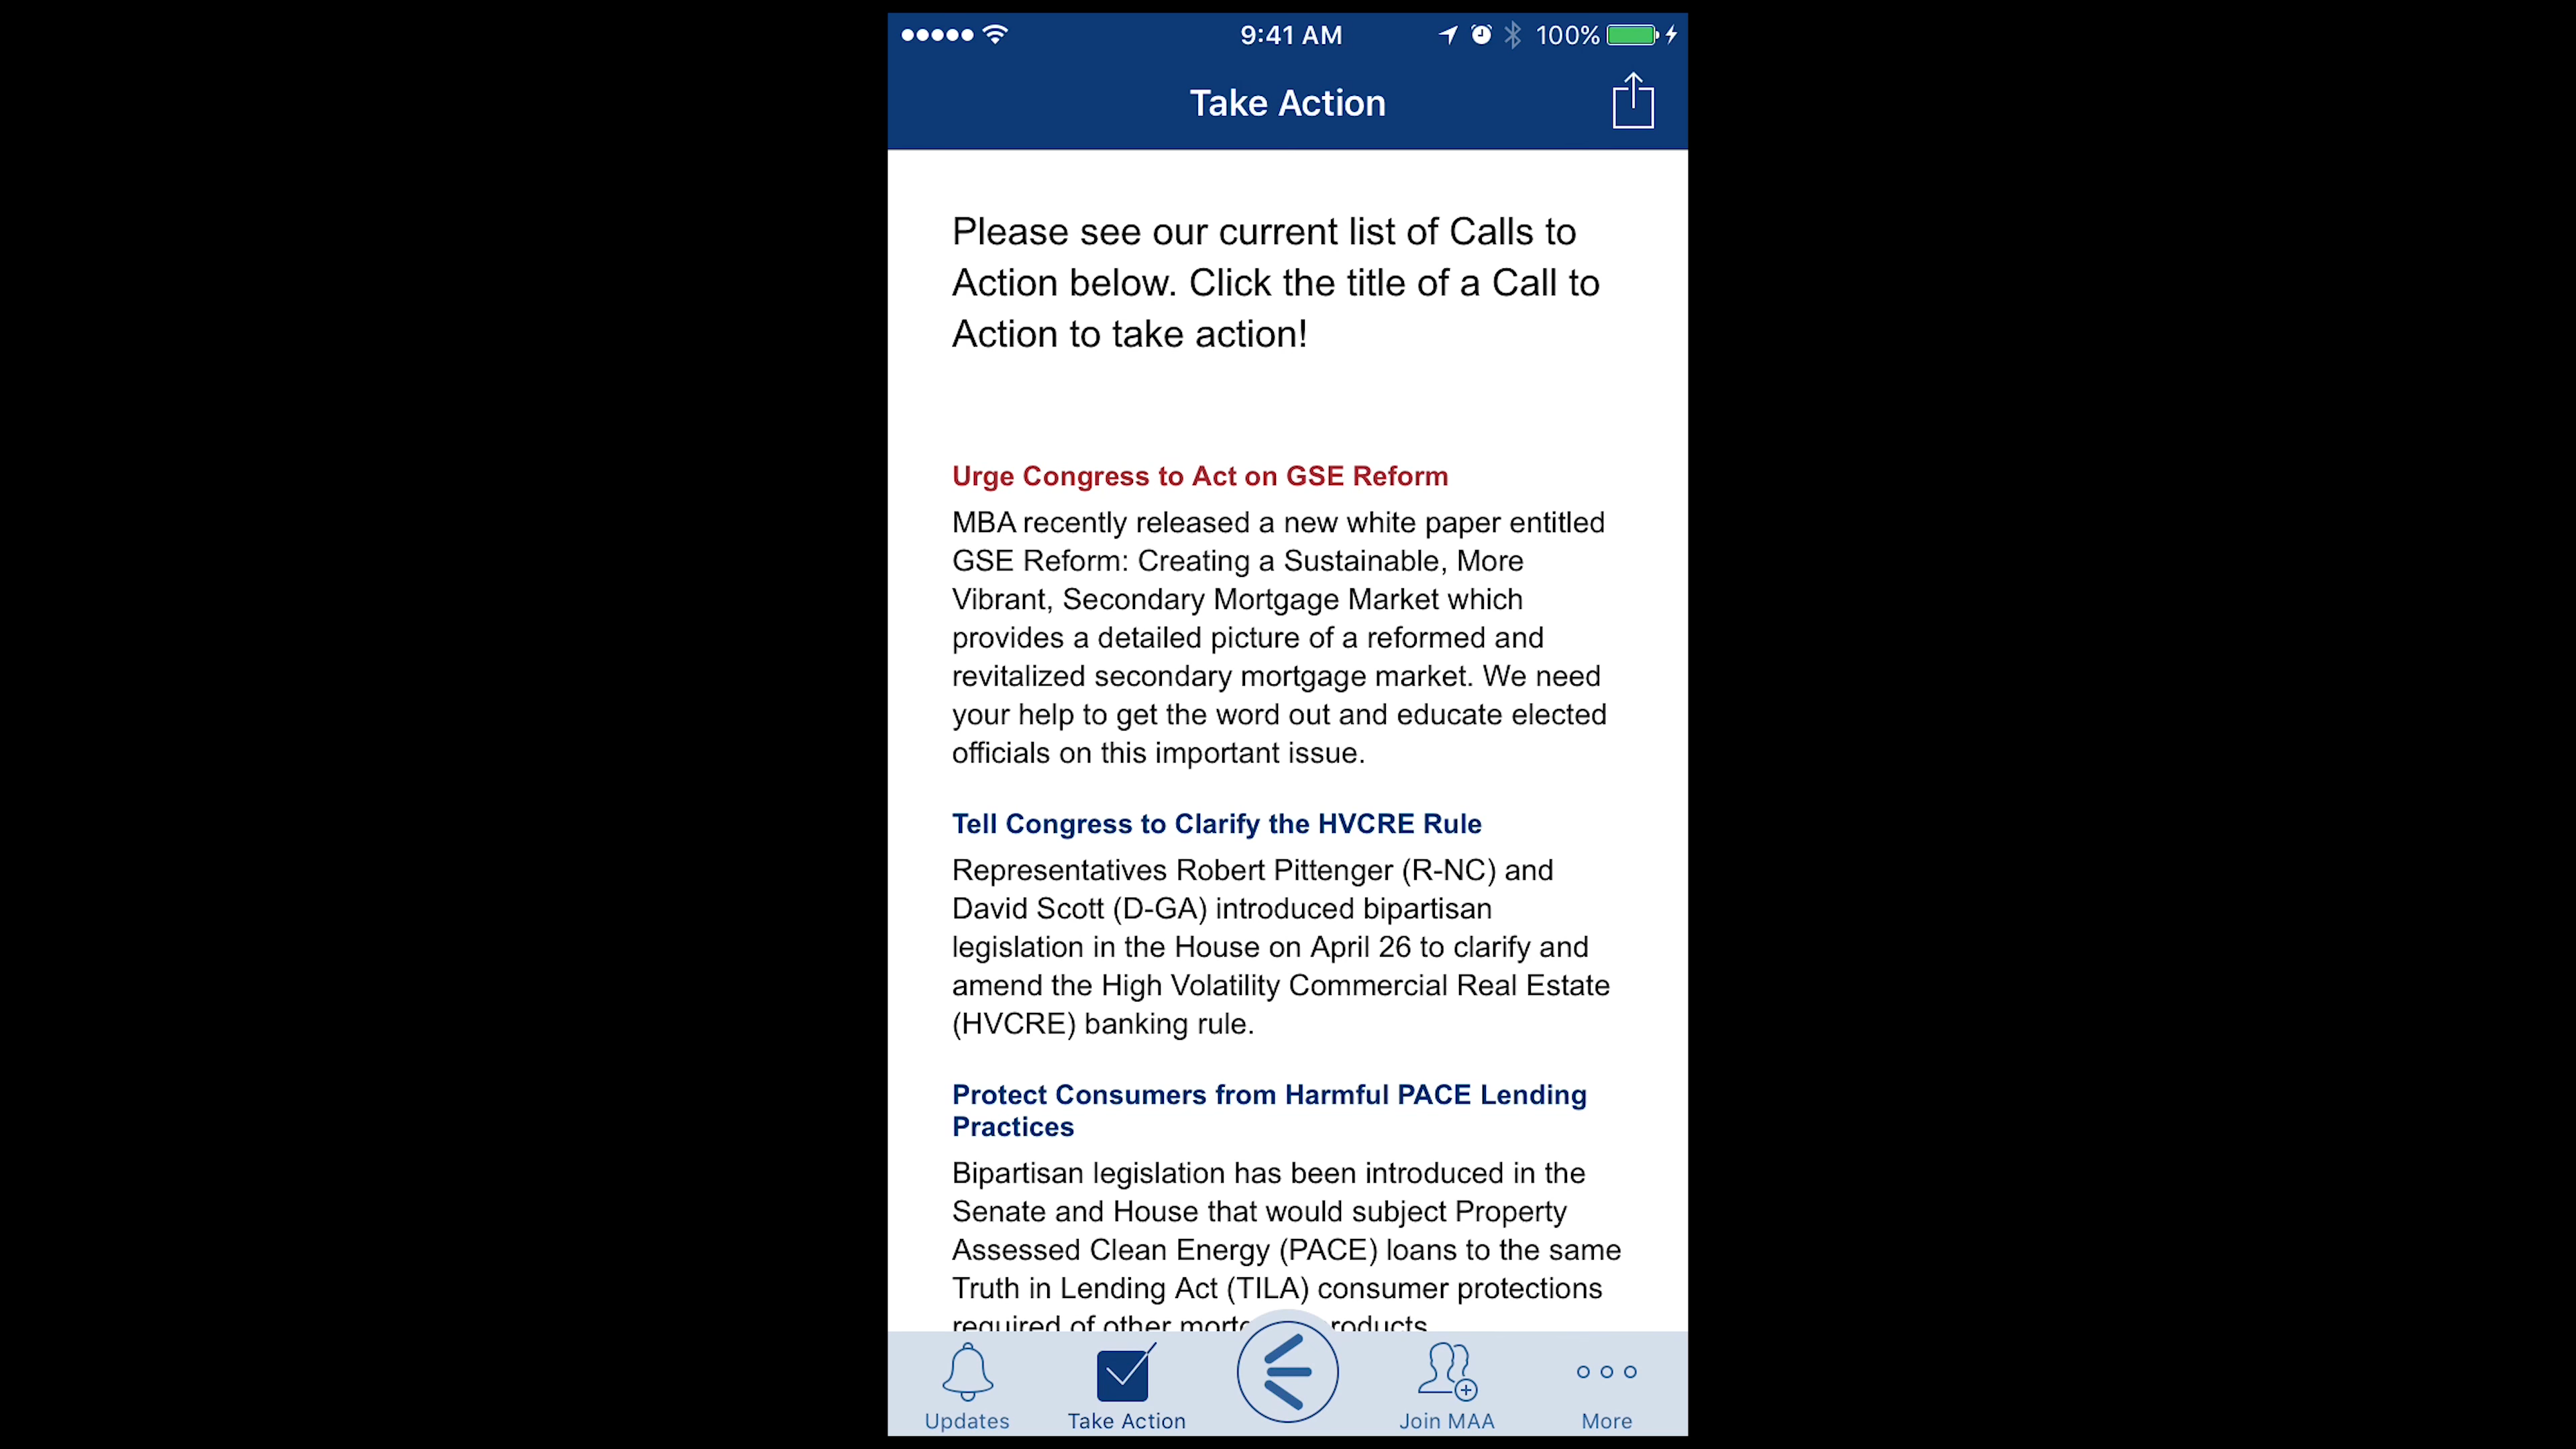 9:41 AM
100%
Take Action
Please see our current list of Calls to
Action below. Click the title of a Call to
Action to take action!
Urge Congress to Act on GSE Reform
MBA recently released a new white paper entitled
GSE Reform: Creating a Sustainable, More
Vibrant, Secondary Mortgage Market which
provides a detailed picture of a reformed and
revitalized secondary mortgage market. We need
your help to get the word out and educate elected
officials on this important issue.
Tell Congress to Clarify the HVCRE Rule
Representatives Robert Pittenger (R-NC) and
David Scott (D-GA) introduced bipartisan
legislation in the House on April 26 to clarify and
amend the High Volatility Commercial Real Estate
(HVCRE) banking rule.
Protect Consumers from Harmful PACE Lending
Practices
Bipartisan legislation has been introduced in the
Senate and House that would subject Property
Assessed Clean Energy (PACE) loans to the same
Truth in Lending Act (TILA) consumer protections
required of other
Updates
Take Action
Join MAA
More